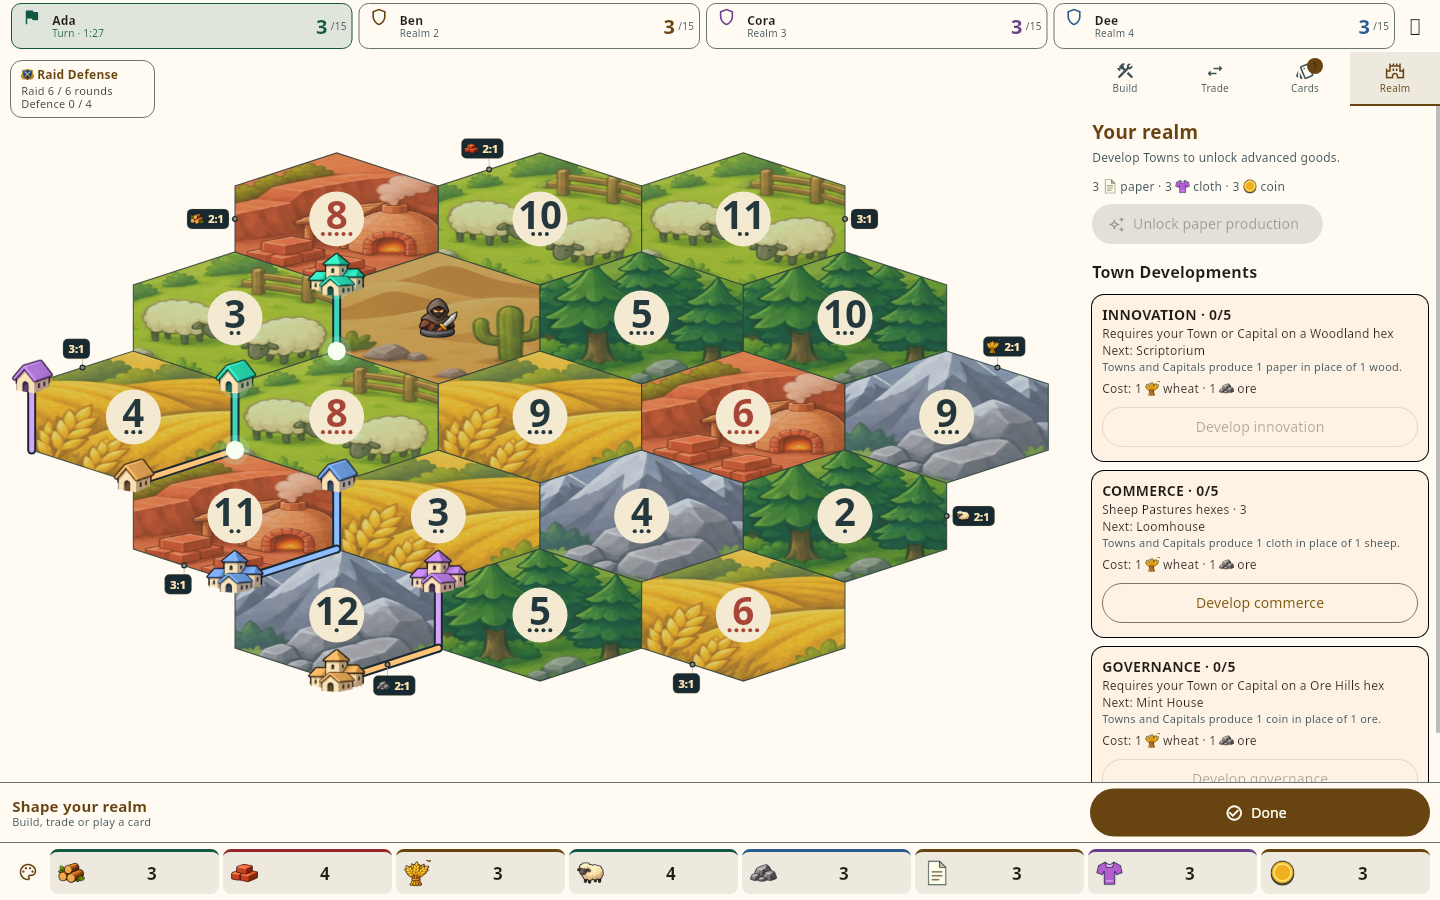 Ada
Turn · 1:27
3 /15
Ben
Realm 2
3 /15
Cora
Realm 3
3 /15
Dee
Realm 4
3 /15
Raid Defense
Raid 6 / 6 rounds
Defence 0 / 4
Build
Trade
Cards
Realm
2:1
2:1
8
10
11
3:1
3
5
10
3:1
2:1
4
8
9
6
9
11
3
4
2
2:1
3:1
12
5
6
2:1
3:1
Your realm
Develop Towns to unlock advanced goods.
3 paper · 3 cloth · 3 coin
Unlock paper production
Town Developments
INNOVATION · 0/5
Requires your Town or Capital on a Woodland hex
Next: Scriptorium
Towns and Capitals produce 1 paper in place of 1 wood.
Cost: 1 wheat · 1 ore
Develop innovation
COMMERCE · 0/5
Sheep Pastures hexes · 3
Next: Loomhouse
Towns and Capitals produce 1 cloth in place of 1 sheep.
Cost: 1 wheat · 1 ore
Develop commerce
GOVERNANCE · 0/5
Requires your Town or Capital on a Ore Hills hex
Next: Mint House
Towns and Capitals produce 1 coin in place of 1 ore.
Cost: 1 wheat · 1 ore
Develop governance
Shape your realm
Build, trade or play a card
Done
3
4
3
4
3
3
3
3